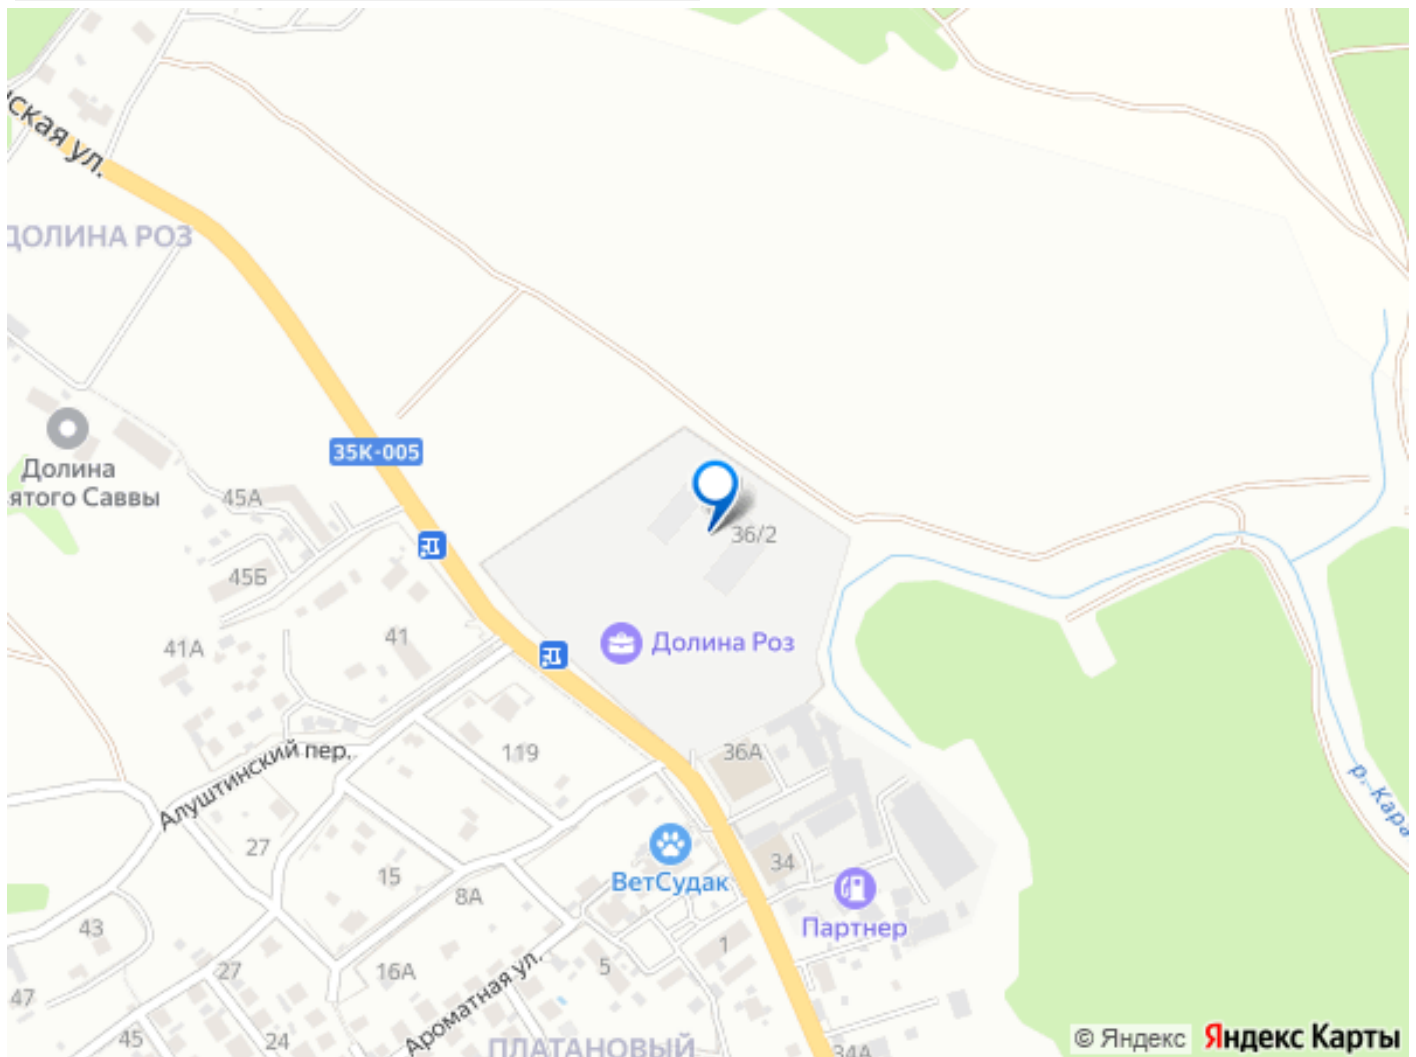 ская ул.
ДОЛИНА РОЗ
35К-005
Долина
ятого Саввы
45А
45Б
36/2
41А
41
Долина Роз
119
36А
Алуштинский пер.
27
15
8А
ВетСудак
34
Партнер
р. Кара
43
27
16А
5
1
Ароматная ул.
47
45
24
ПЛАТАНОВЫЙ
34А
© Яндекс Яндекс Карты